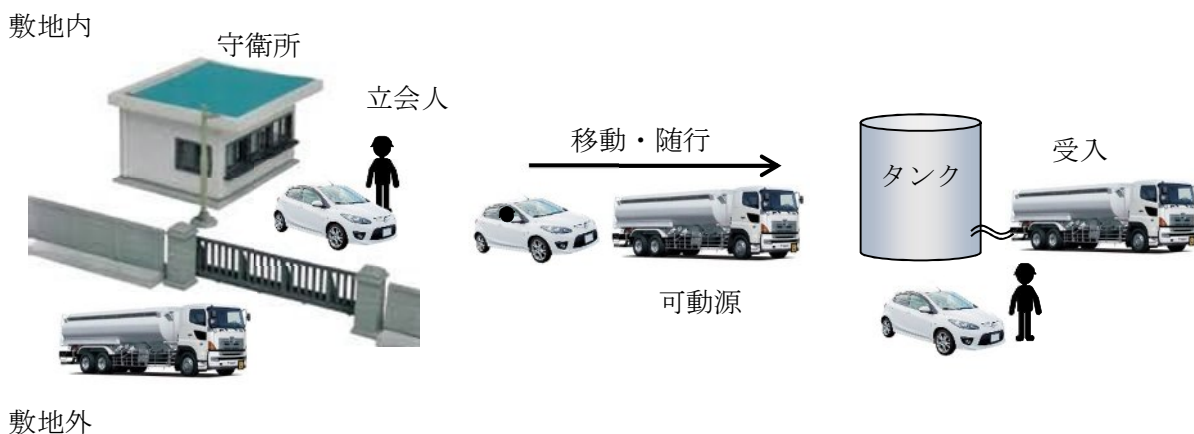 敷地内
守衛所
立会人
移動・随行
タンク
受入
可動源
敷地外